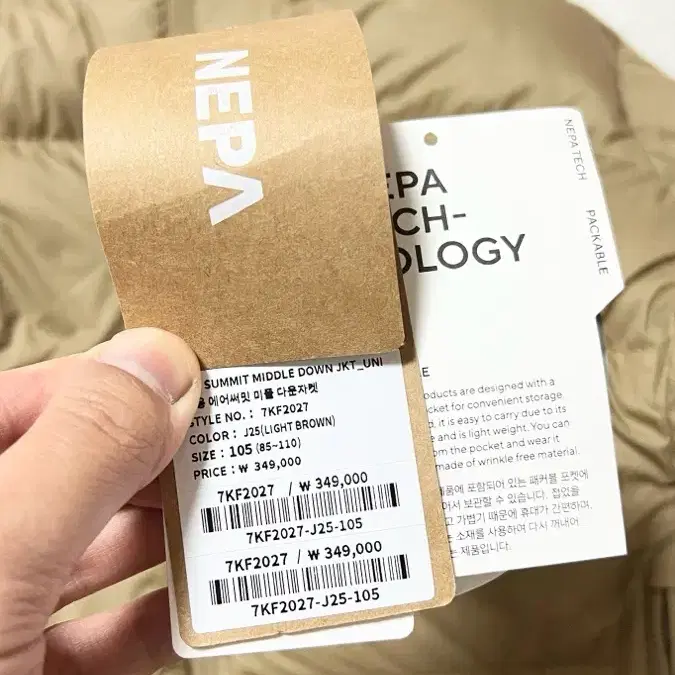 NEPA
SUMMIT MIDDLE DOWN JKT_UNI
용 에어써밋 미들 다운자켓
STYLE NO. : 7KF2027
COLOR : J25(LIGHT BROWN)
SIZE : 105 (85~110)
PRICE : ₩ 349,000
7KF2027 / ₩ 349,000
7KF2027-J25-105
7KF2027 / ₩ 349,000
7KF2027-J25-105
NEPA TECH
PACKABLE
EPA
CH-
OLOGY
E
oducts are designed with a
cket for convenient storage.
d, it is easy to carry due to its
e and is light weight. You can
om the pocket and wear it
made of wrinkle free material.
제품에 포함되어 있는 패커블 포켓에
어서 보관할 수 있습니다. 접었을
고 가볍기 때문에 휴대가 간편하며,
는 소재를 사용하여 다시 꺼내어
는 제품입니다.